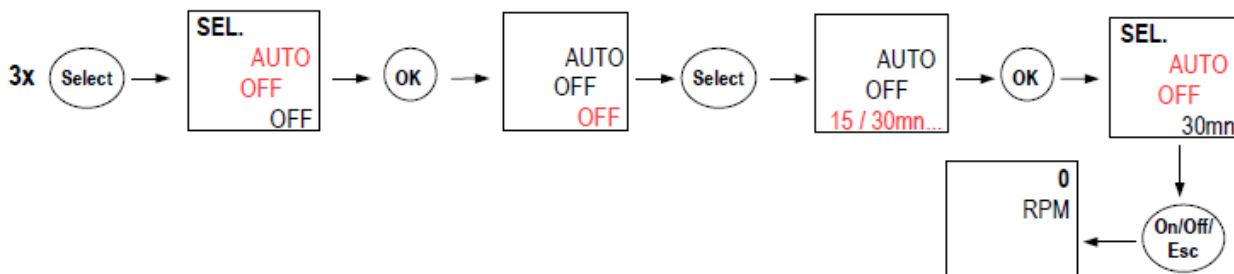 3x
Select
SEL.
AUTO
OFF
OFF
OK
AUTO
OFF
OFF
Select
AUTO
OFF
15 / 30mn...
OK
SEL.
AUTO
OFF
30mn
On/Off/
Esc
0
RPM